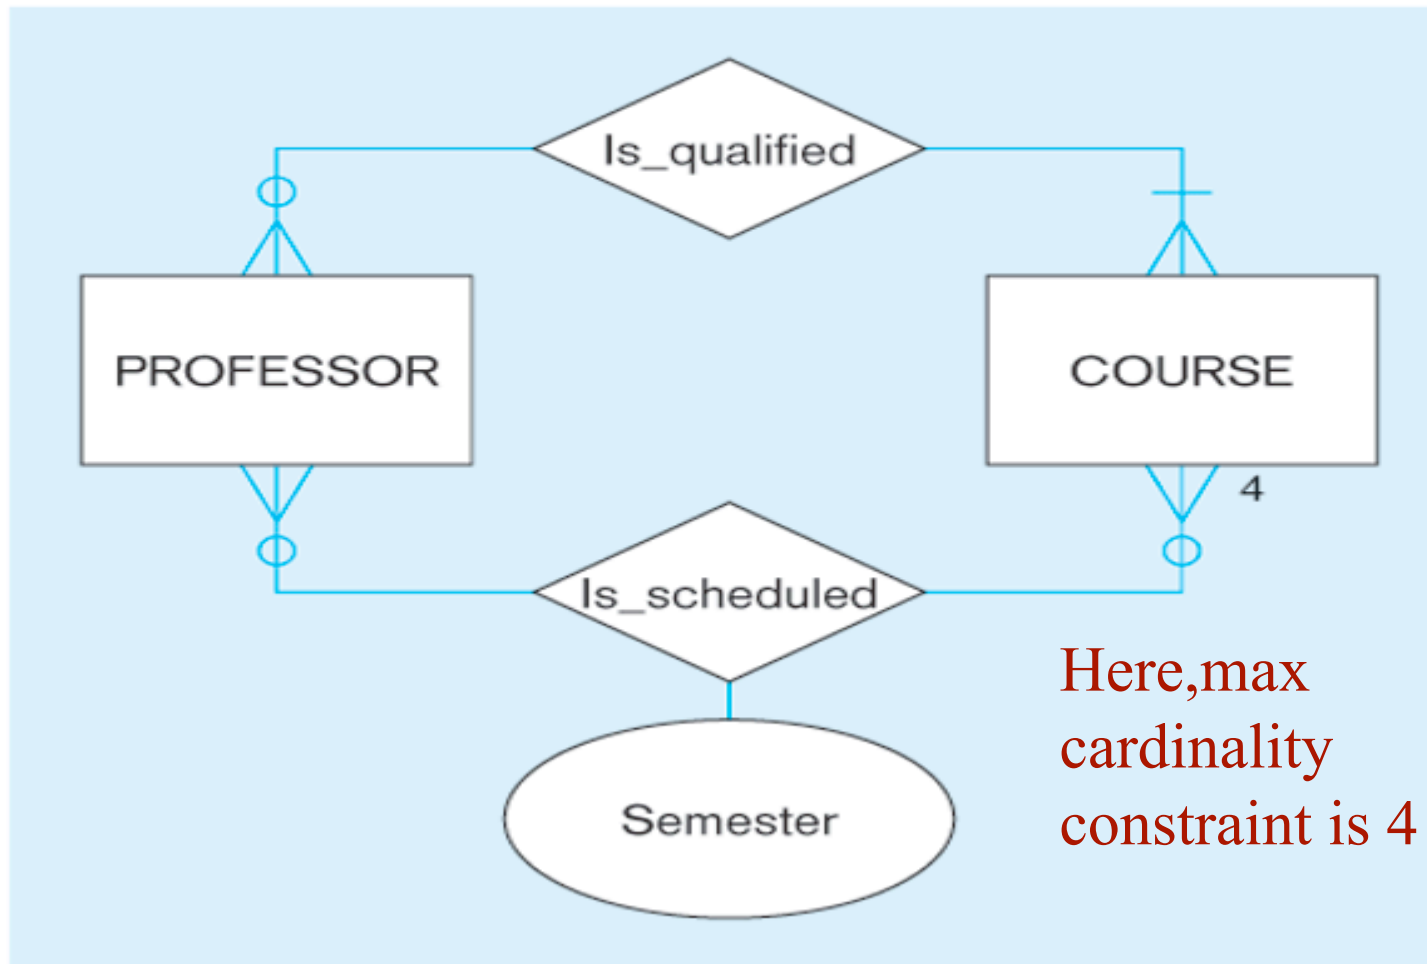 Is_qualified
PROFESSOR
COURSE
4
Is_scheduled
Semester
Here,max
cardinality
constraint is 4